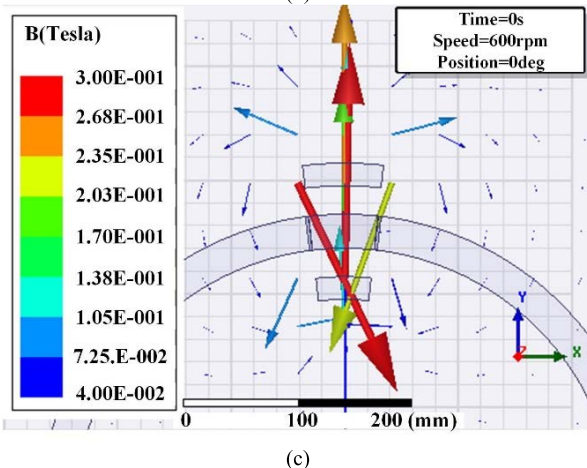 B(Tesla)
3.00E-001
2.68E-001
2.35E-001
2.03E-001
1.70E-001
1.38E-001
1.05E-001
7.25.E-002
4.00E-002
Time=0s
Speed=600rpm
Position=0deg
Y
Z
X
0 100 200 (mm)
(c)